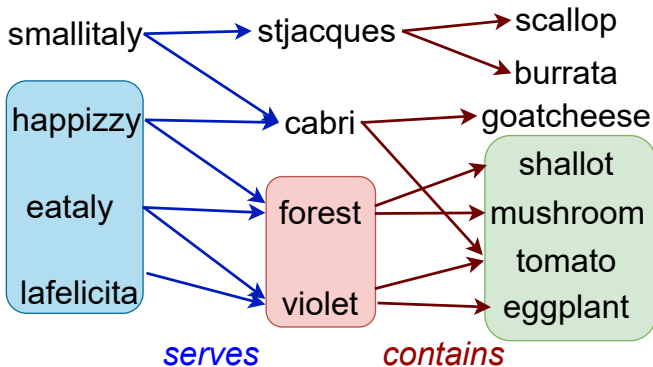 smallitaly
happizzy
eataly
lafelicita
stjacques
cabri
forest
violet
scallop
burrata
goatcheese
shallot
mushroom
tomato
eggplant
serves
contains